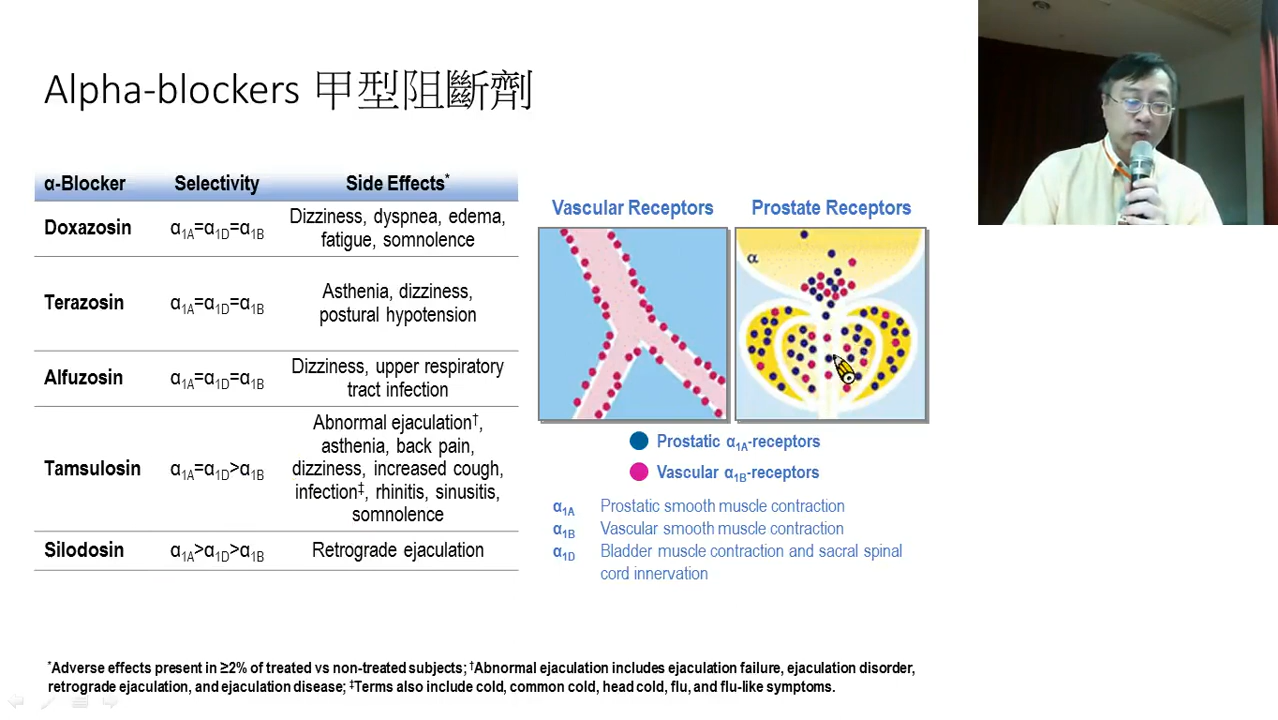 Alpha-blockers 甲型阻斷劑
α-Blocker Selectivity Side Effects*
Doxazosin α1A=α1D=α1B Dizziness, dyspnea, edema,
fatigue, somnolence
Terazosin α1A=α1D=α1B Asthenia, dizziness,
postural hypotension
Alfuzosin α1A=α1D=α1B Dizziness, upper respiratory
tract infection
Tamsulosin α1A=α1D>α1B Abnormal ejaculation†,
asthenia, back pain,
dizziness, increased cough,
infection‡, rhinitis, sinusitis,
somnolence
Silodosin α1A>α1D>α1B Retrograde ejaculation
Vascular Receptors Prostate Receptors
α
Prostatic α1A-receptors
Vascular α1B-receptors
α1A Prostatic smooth muscle contraction
α1B Vascular smooth muscle contraction
α1D Bladder muscle contraction and sacral spinal
cord innervation
*Adverse effects present in ≥2% of treated vs non-treated subjects; †Abnormal ejaculation includes ejaculation failure, ejaculation disorder,
retrograde ejaculation, and ejaculation disease; ‡Terms also include cold, common cold, head cold, flu, and flu-like symptoms.